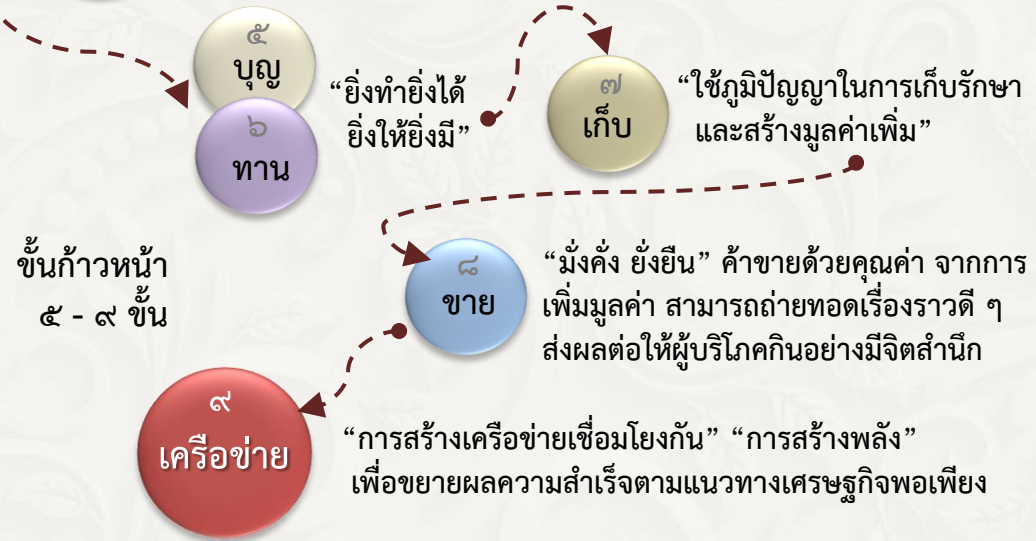 ๕
บุญ
๖
ทาน
“ยิ่งทำยิ่งได้
ยิ่งให้ยิ่งมี”
๗
เก็บ
“ใช้ภูมิปัญญาในการเก็บรักษา
และสร้างมูลค่าเพิ่ม”
ขั้นก้าวหน้า
๕ - ๙ ขั้น
๘
ขาย
“มั่งคั่ง ยั่งยืน” ค้าขายด้วยคุณค่า จากการ
เพิ่มมูลค่า สามารถถ่ายทอดเรื่องราวดี ๆ
ส่งผลต่อให้ผู้บริโภคกินอย่างมีจิตสำนึก
๙
เครือข่าย
“การสร้างเครือข่ายเชื่อมโยงกัน” “การสร้างพลัง”
เพื่อขยายผลความสำเร็จตามแนวทางเศรษฐกิจพอเพียง